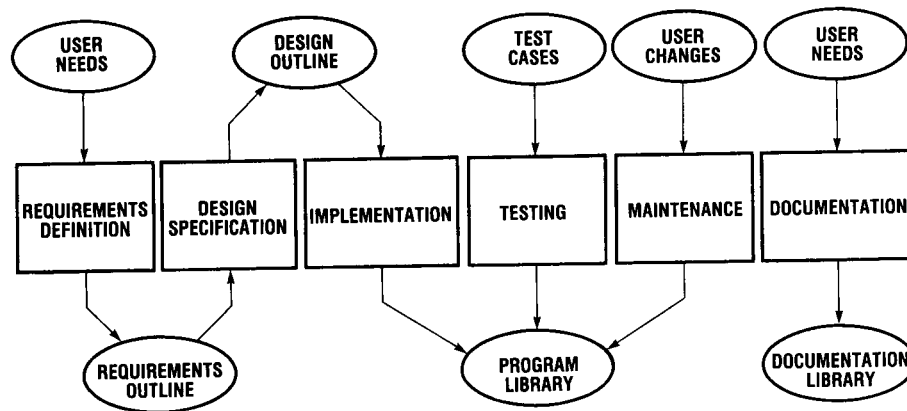 USER
NEEDS
DESIGN
OUTLINE
TEST
CASES
USER
CHANGES
USER
NEEDS
REQUIREMENTS
DEFINITION
DESIGN
SPECIFICATION
IMPLEMENTATION
TESTING
MAINTENANCE
DOCUMENTATION
REQUIREMENTS
OUTLINE
PROGRAM
LIBRARY
DOCUMENTATION
LIBRARY